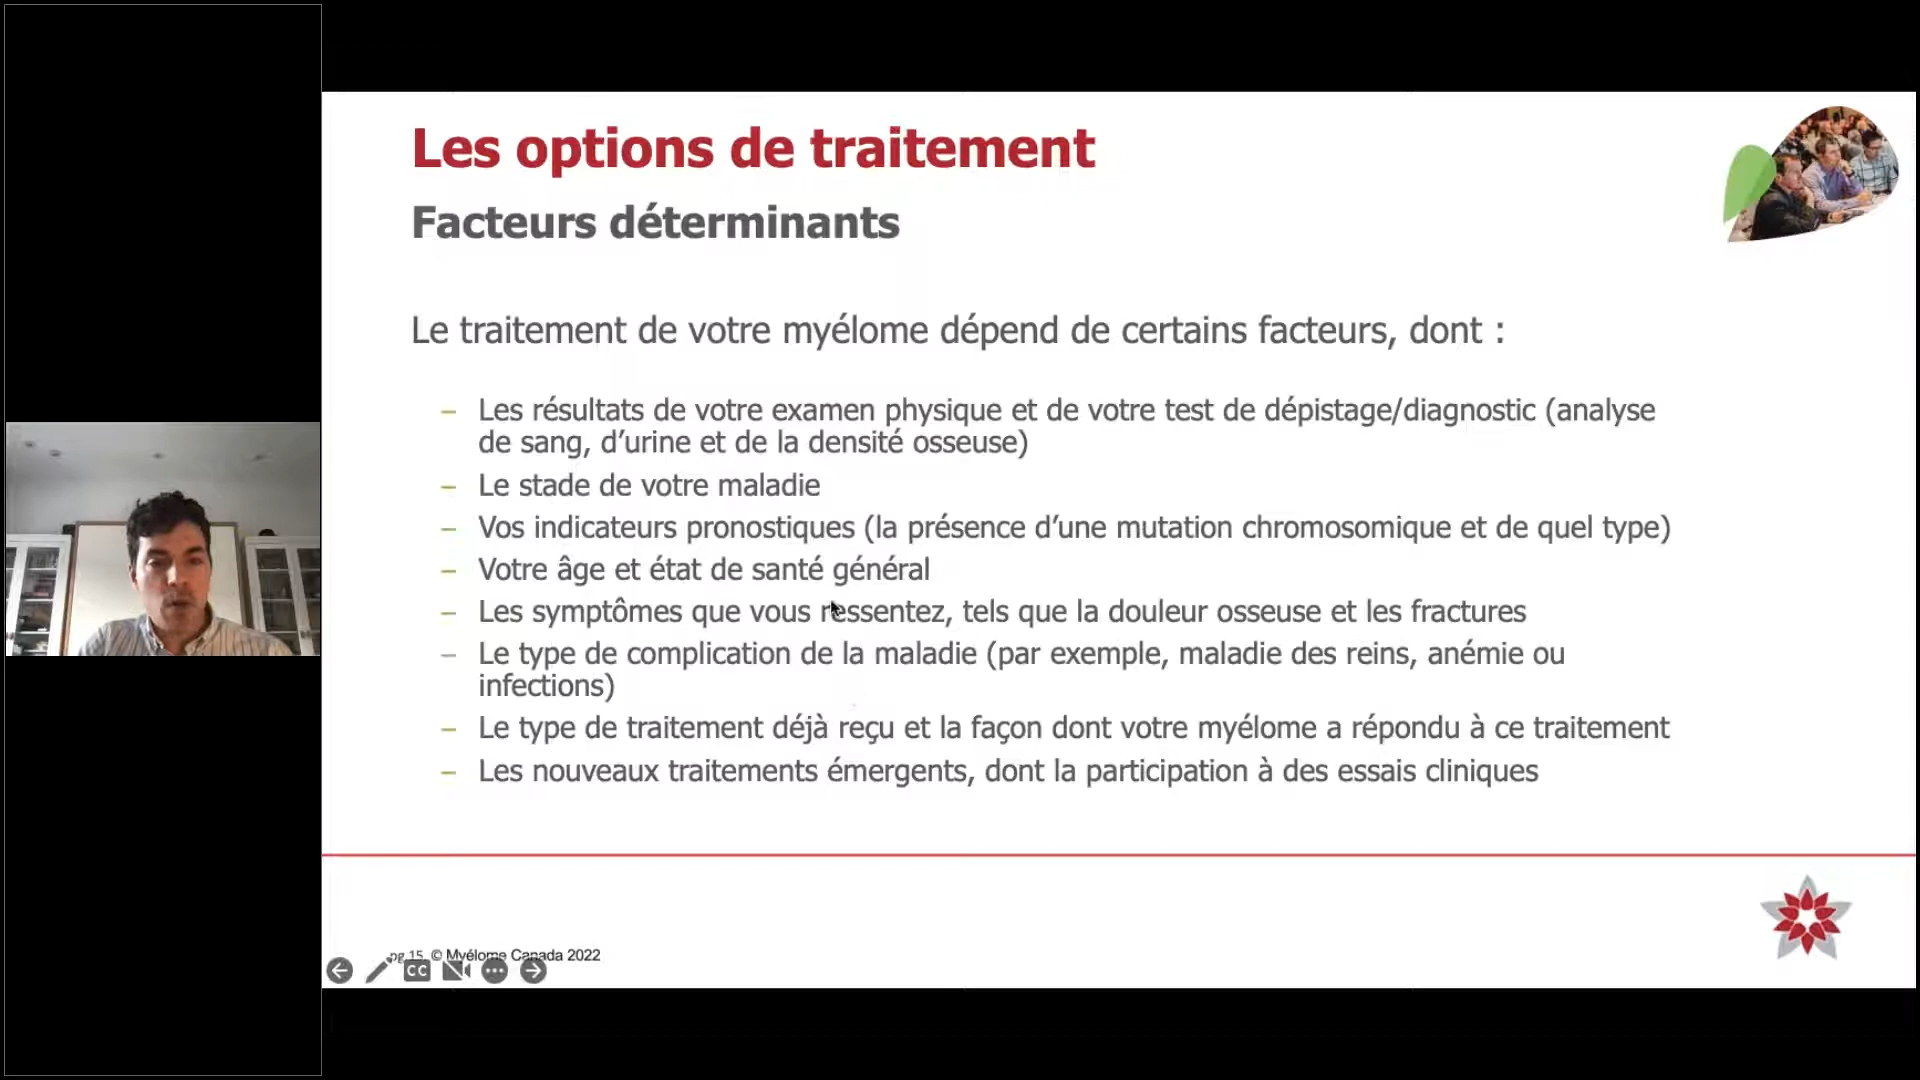 Les options de traitement
Facteurs déterminants
Le traitement de votre myélome dépend de certains facteurs, dont :
– Les résultats de votre examen physique et de votre test de dépistage/diagnostic (analyse
de sang, d’urine et de la densité osseuse)
– Le stade de votre maladie
– Vos indicateurs pronostiques (la présence d’une mutation chromosomique et de quel type)
– Votre âge et état de santé général
– Les symptômes que vous ressentez, tels que la douleur osseuse et les fractures
– Le type de complication de la maladie (par exemple, maladie des reins, anémie ou
infections)
– Le type de traitement déjà reçu et la façon dont votre myélome a répondu à ce traitement
– Les nouveaux traitements émergents, dont la participation à des essais cliniques
pg.15 © Myélome Canada 2022
CC